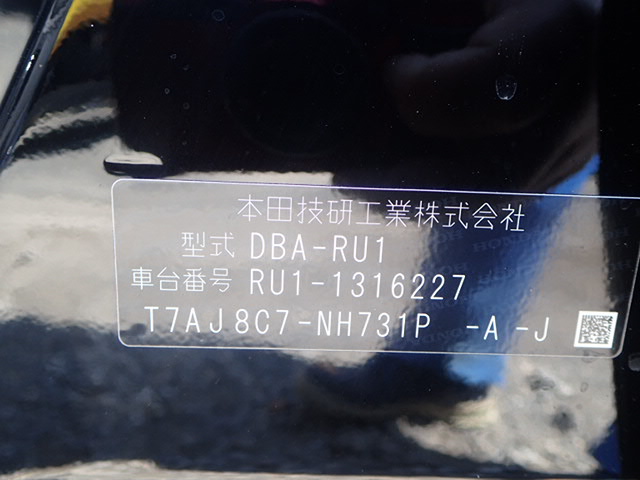 本田技研工業株式会社
型式 DBA-RU1
車台番号 RU1-1316227
T7AJ8C7-NH731P -A-J